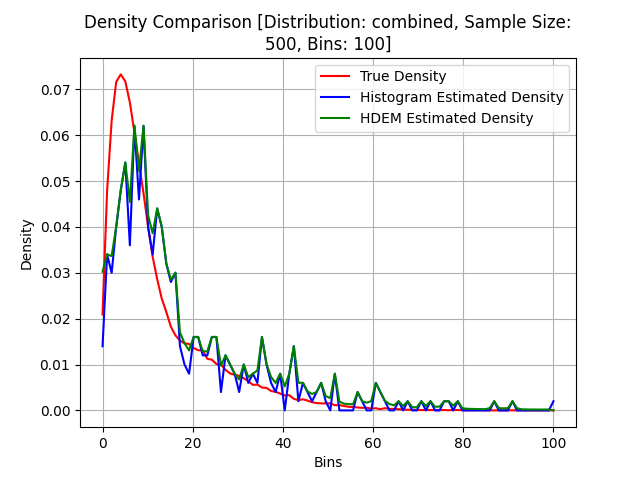 Density Comparison [Distribution: combined, Sample Size:
500, Bins: 100]
True Density
Histogram Estimated Density
HDEM Estimated Density
Density
0.07
0.06
0.05
0.04
0.03
0.02
0.01
0.00
0 20 40 60 80 100
Bins